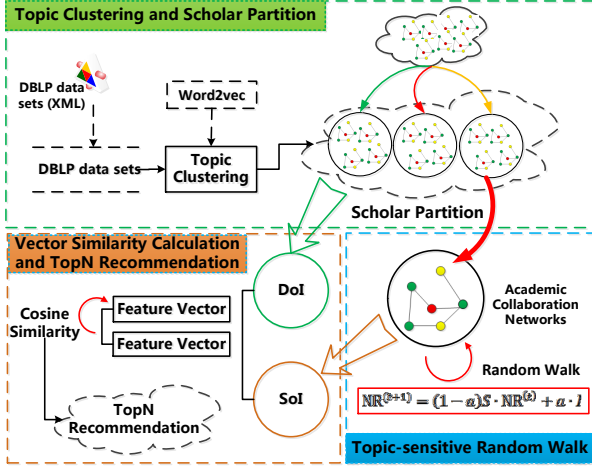 Topic Clustering and Scholar Partition
DBLP data
sets (XML)
Word2vec
DBLP data sets
Topic
Clustering
Scholar Partition
Vector Similarity Calculation
and TopN Recommendation
Cosine
Similarity
Feature Vector
Feature Vector
TopN
Recommendation
DoI
SoI
Academic
Collaboration
Networks
Random Walk
NR^(t+1) = (1−a)S · NR^(t) + a · I
Topic-sensitive Random Walk